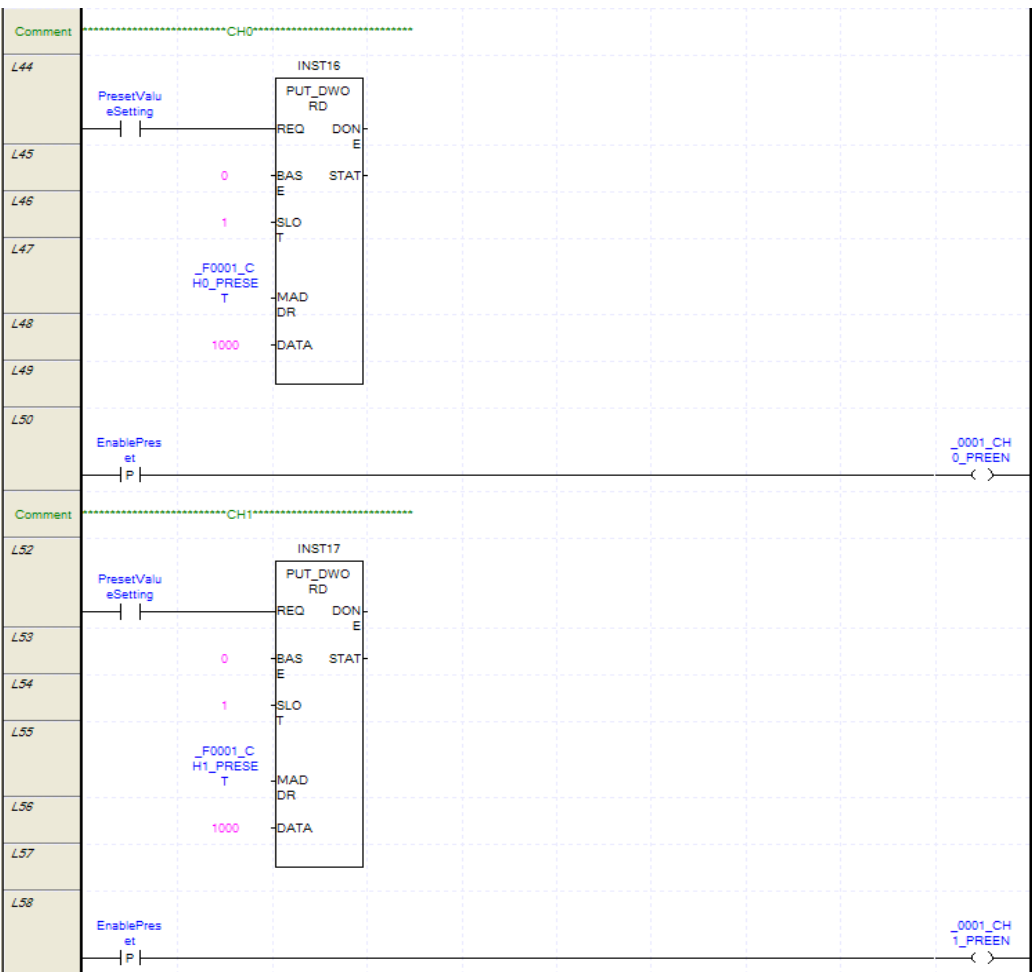 Comment **************************CH0*****************************
L44
INST16
PUT_DWO
RD
PresetValu
eSetting
REQ DON
E
L45
0 BAS STAT
E
L46
1 SLO
T
L47
_F0001_C
H0_PRESE
T MAD
DR
L48
1000 DATA
L49
L50
EnablePres _0001_CH
et 0_PREEN
P
Comment **************************CH1*****************************
L52
INST17
PUT_DWO
RD
PresetValu
eSetting
REQ DON
E
L53
0 BAS STAT
E
L54
1 SLO
T
L55
_F0001_C
H1_PRESE
T MAD
DR
L56
1000 DATA
L57
L58
EnablePres _0001_CH
et 1_PREEN
P